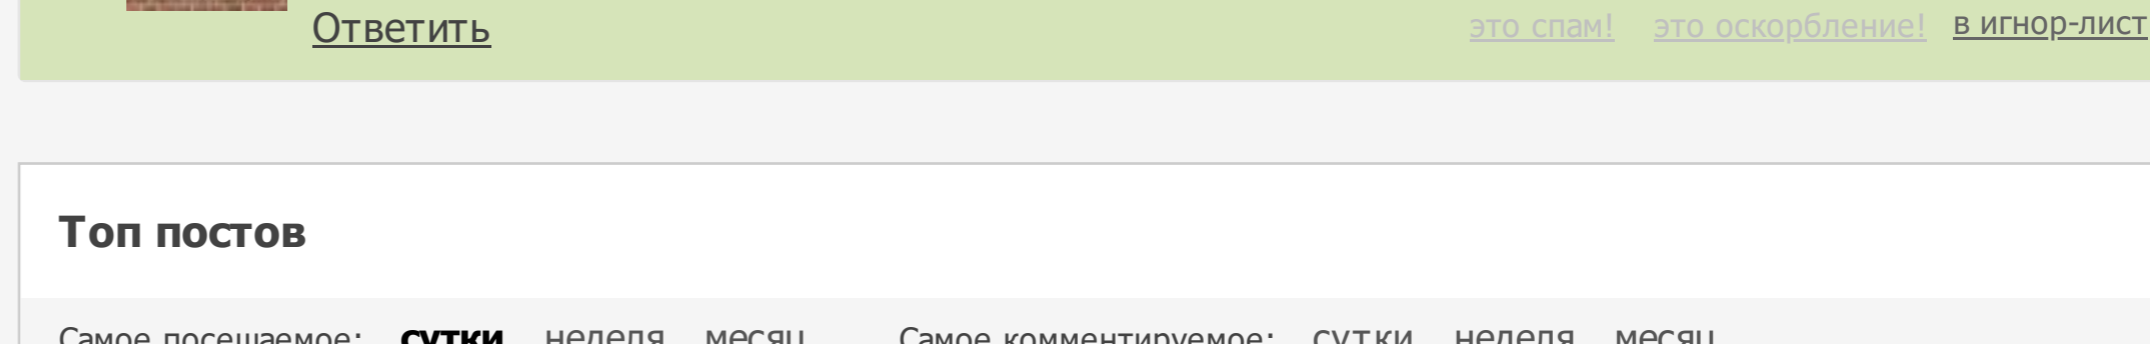 Ответить это спам! это оскорбление! в игнор-лист
Топ постов
Самое посещаемое: сутки неделя месяц Самое комментируемое: сутки неделя месяц